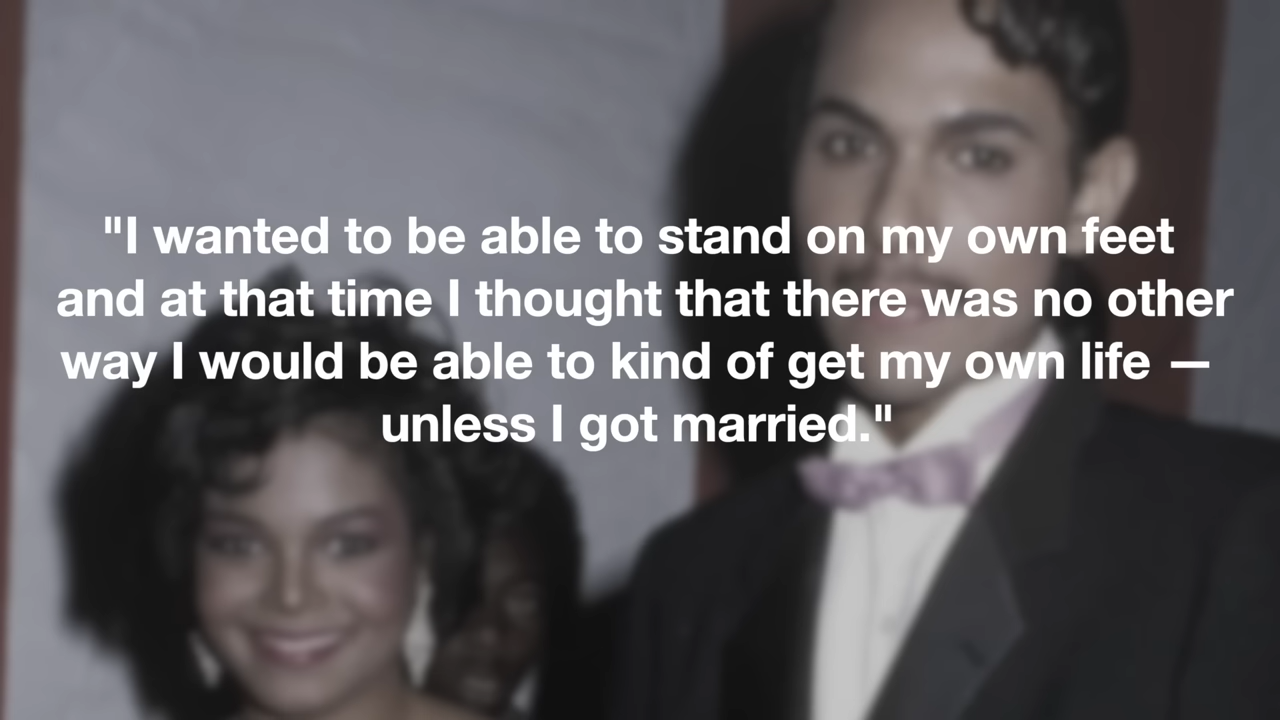 "I wanted to be able to stand on my own feet
and at that time I thought that there was no other
way I would be able to kind of get my own life —
unless I got married."